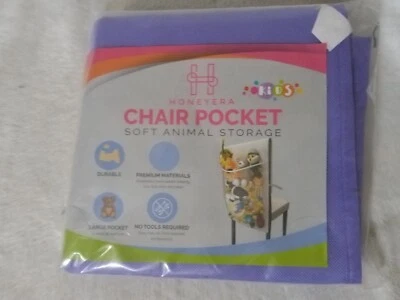 HONEYERA
KIDS
CHAIR POCKET
SOFT ANIMAL STORAGE
DURABLE
PREMIUM MATERIALS
LARGE POCKET
NO TOOLS REQUIRED